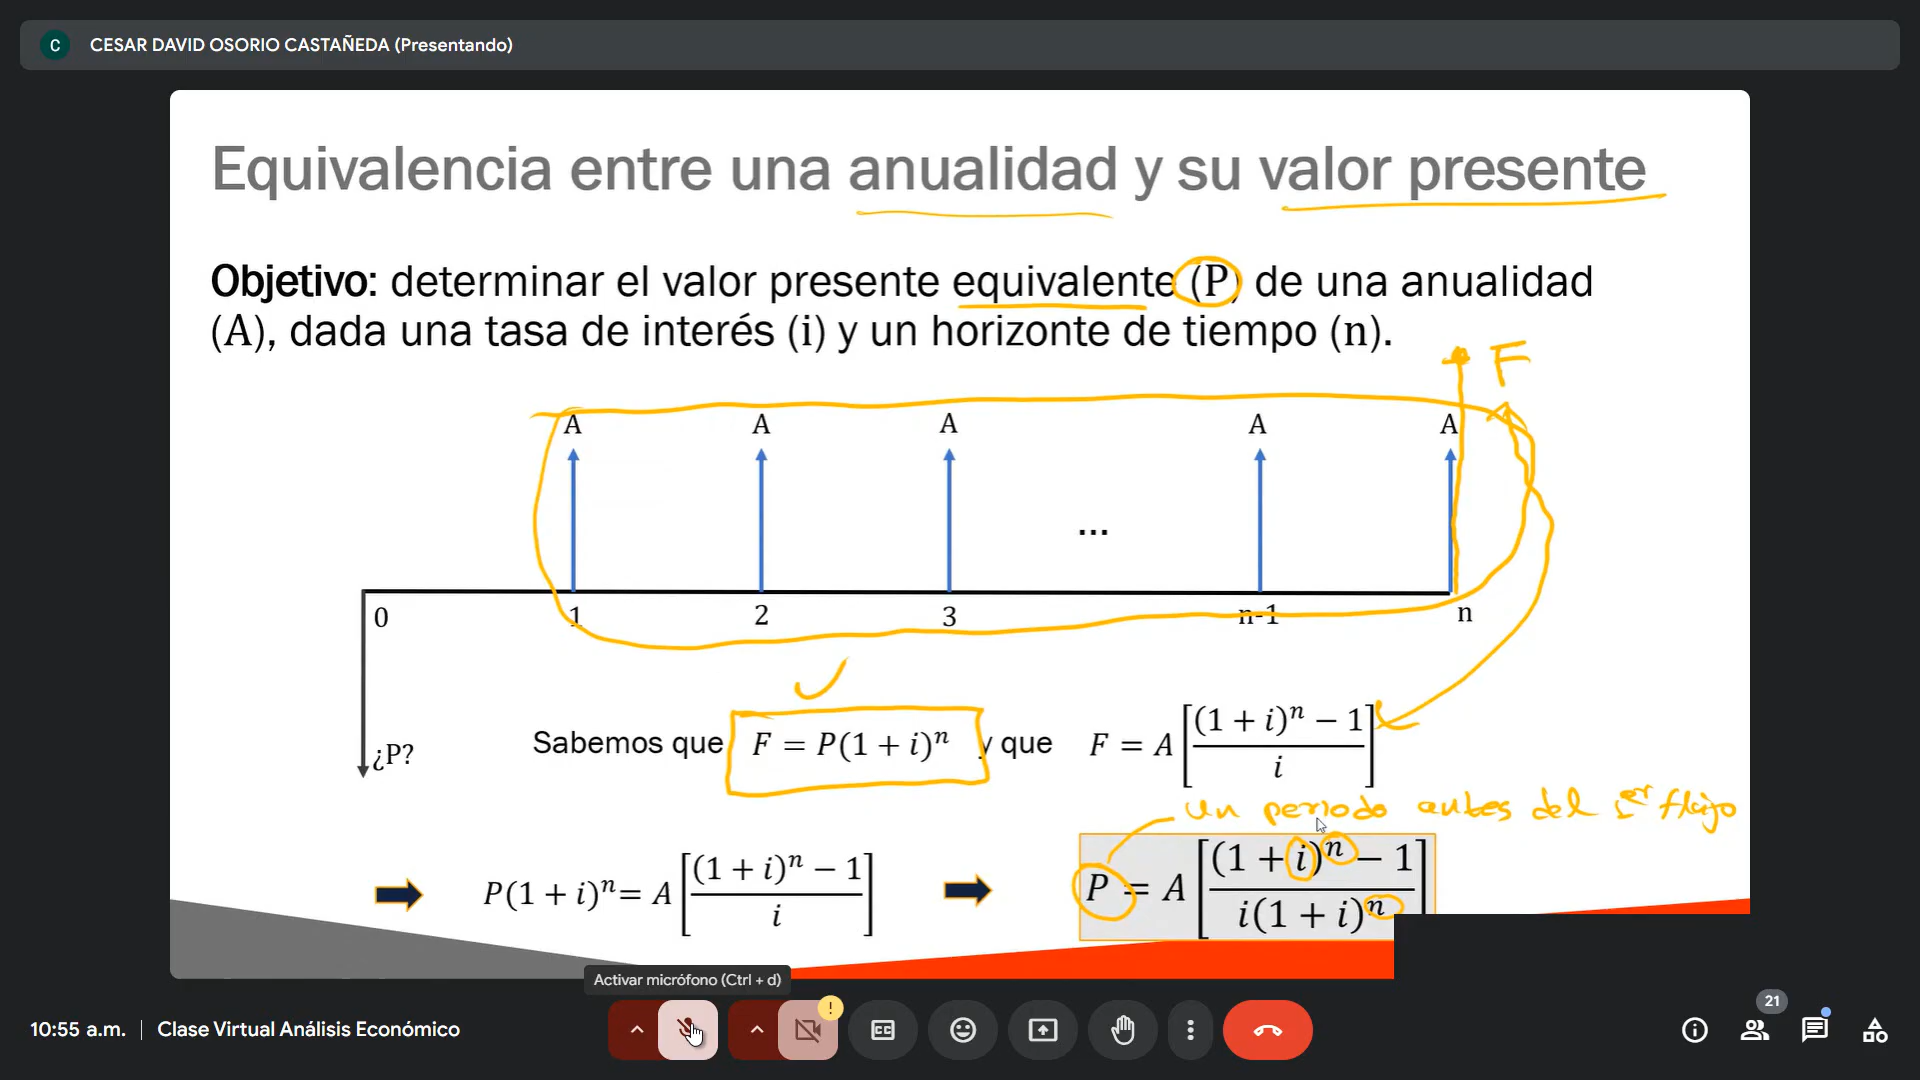 C CESAR DAVID OSORIO CASTAÑEDA (Presentando)
Equivalencia entre una anualidad y su valor presente
Objetivo: determinar el valor presente equivalente (P) de una anualidad
(A), dada una tasa de interés (i) y un horizonte de tiempo (n).
F
A A A A A
...
0 1 2 3 n-1 n
¿P?
Sabemos que F = P(1 + i)^n y que F = A [((1 + i)^n − 1) / i]
un periodo antes del 1er flujo
P(1 + i)^n = A [((1 + i)^n − 1) / i]
P = A [((1 + i)^n − 1) / (i(1 + i)^n)]
Activar micrófono (Ctrl + d)
10:55 a.m. | Clase Virtual Análisis Económico
!
CC
21